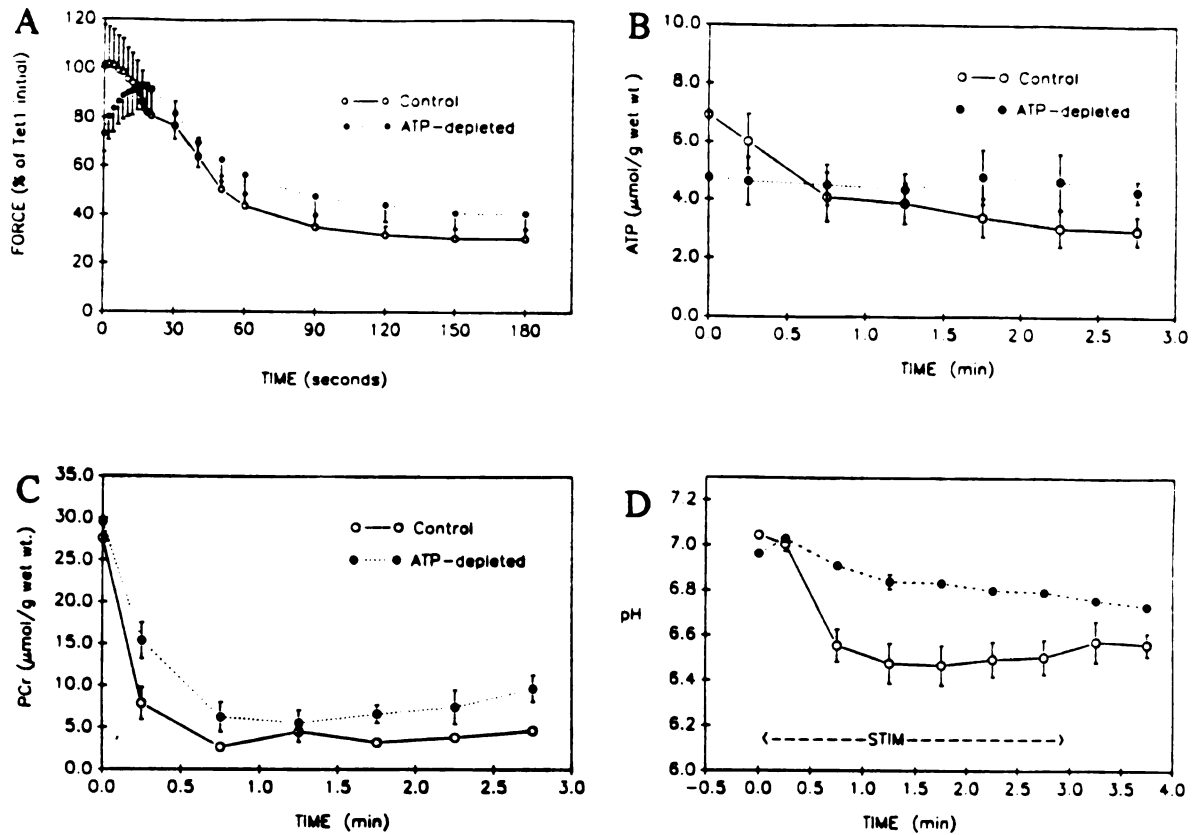 A
FORCE (% of Tet1 initial)
120
100
80
60
40
20
0
Control
ATP-depleted
0 30 60 90 120 150 180
TIME (seconds)
B
ATP (μmol/g wet wt.)
10.0
8.0
6.0
4.0
2.0
0.0
Control
ATP-depleted
0.0 0.5 1.0 1.5 2.0 2.5 3.0
TIME (min)
C
PCr (μmol/g wet wt.)
35.0
30.0
25.0
20.0
15.0
10.0
5.0
0.0
Control
ATP-depleted
0.0 0.5 1.0 1.5 2.0 2.5 3.0
TIME (min)
D
pH
7.2
7.0
6.8
6.6
6.4
6.2
6.0
<-------STIM----------->
-0.5 0.0 0.5 1.0 1.5 2.0 2.5 3.0 3.5 4.0
TIME (min)